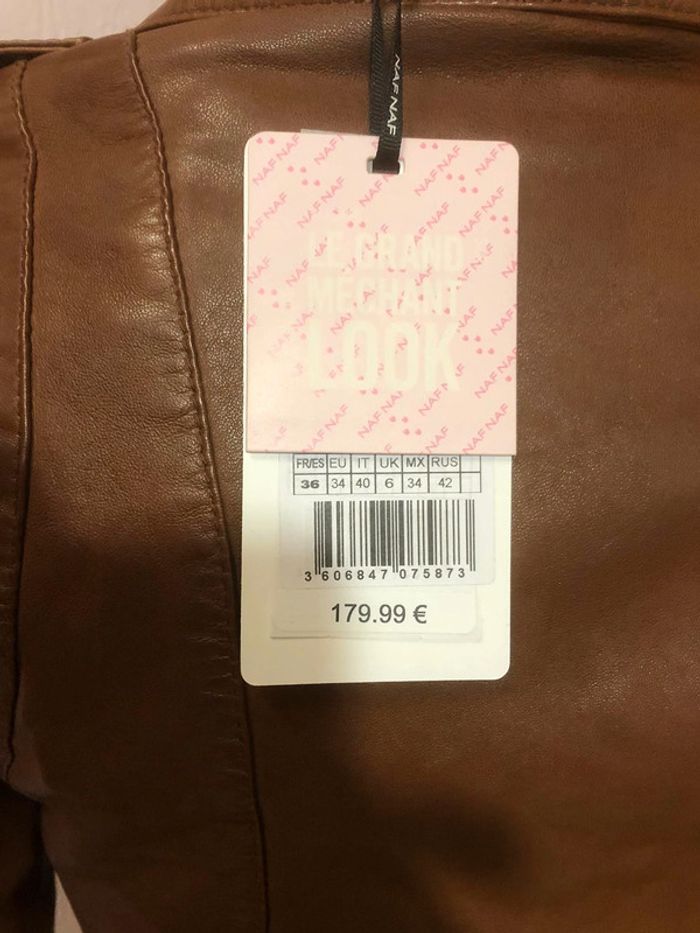 NAF NAF
LE GRAND
MÉCHANT
LOOK
FR/ES EU IT UK MX RUS
36 34 40 6 34 42
3 606847 075873
179.99 €